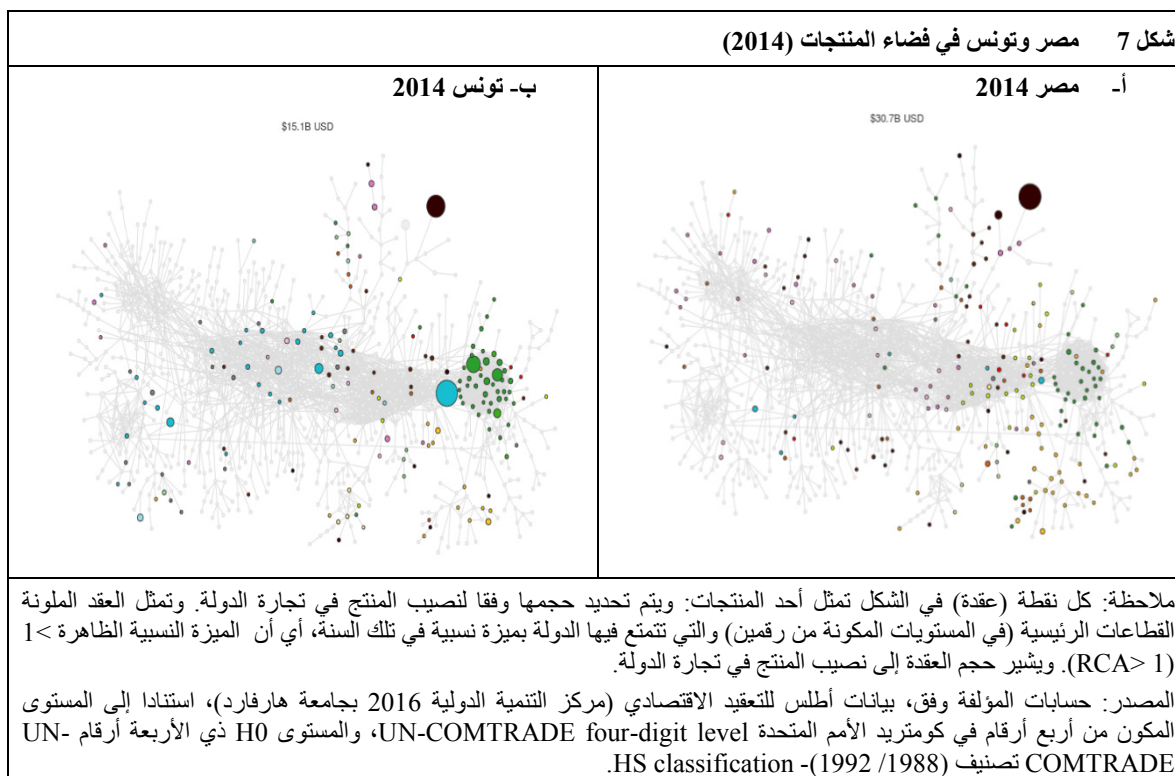 شكل 7 مصر وتونس في فضاء المنتجات (2014)
أ- مصر 2014
$30.7B USD
ب- تونس 2014
$15.1B USD
ملاحظة: كل نقطة (عقدة) في الشكل تمثل أحد المنتجات: ويتم تحديد حجمها وفقا لنصيب المنتج في تجارة الدولة. وتمثل العقد الملونة
القطاعات الرئيسية (في المستويات المكونة من رقمين) والتي تتمتع فيها الدولة بميزة نسبية في تلك السنة، أي أن الميزة النسبية الظاهرة >1
(RCA> 1). ويشير حجم العقدة إلى نصيب المنتج في تجارة الدولة.
المصدر: حسابات المؤلفة وفق، بيانات أطلس للتعقيد الاقتصادي (مركز التنمية الدولية 2016 بجامعة هارفارد)، استنادا إلى المستوى
المكون من أربع أرقام في كومتريد الأمم المتحدة UN-COMTRADE four-digit level، والمستوى H0 ذي الأربعة أرقام UN-
COMTRADE تصنيف (1988/ 1992)- HS classification.